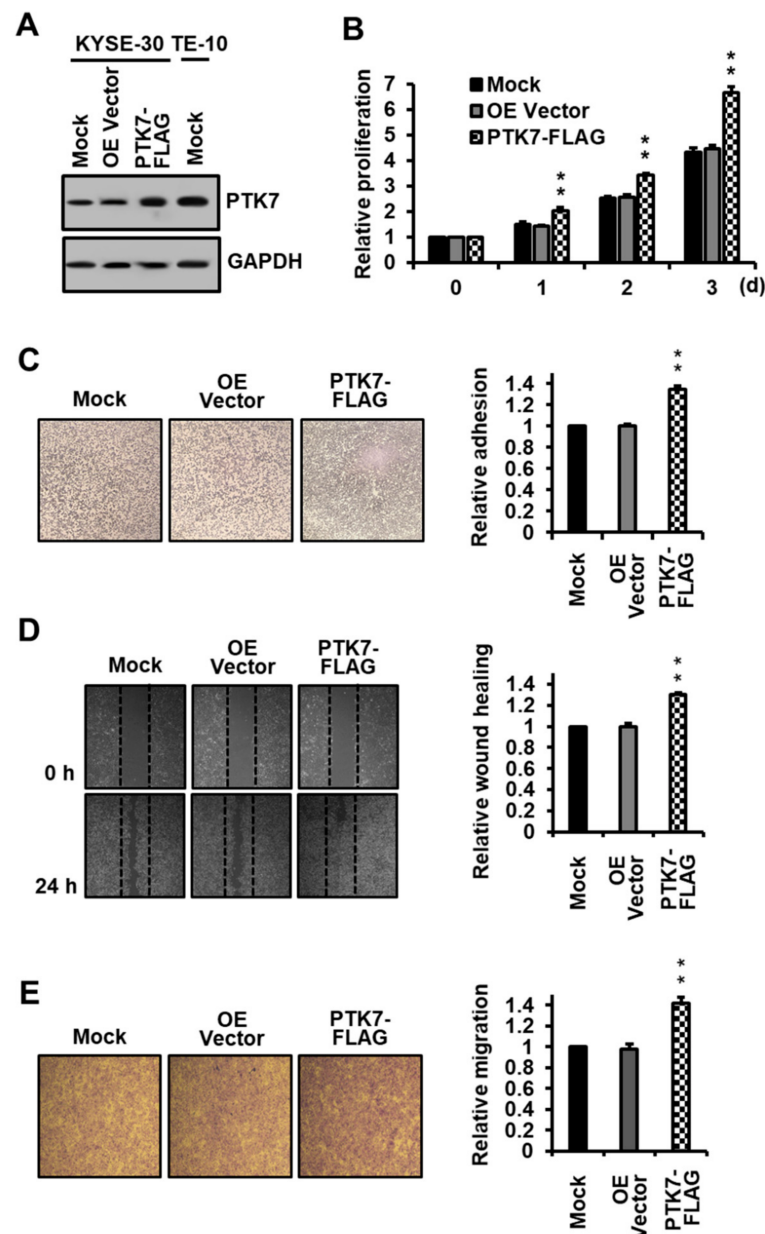 A
KYSE-30 TE-10
Mock
OE Vector
PTK7-
FLAG
Mock
PTK7
GAPDH
B
Relative proliferation
7
6
5
4
3
2
1
0
Mock
OE Vector
PTK7-FLAG
**
**
**
0 1 2 3 (d)
C
Mock
OE
Vector
PTK7-
FLAG
Relative adhesion
1.4
1.2
1
0.8
0.6
0.4
0.2
0
**
Mock
OE
Vector
PTK7-
FLAG
D
Mock
OE
Vector
PTK7-
FLAG
0 h
24 h
Relative wound healing
1.4
1.2
1
0.8
0.6
0.4
0.2
0
**
Mock
OE
Vector
PTK7-
FLAG
E
Mock
OE
Vector
PTK7-
FLAG
Relative migration
1.4
1.2
1
0.8
0.6
0.4
0.2
0
**
Mock
OE
Vector
PTK7-
FLAG